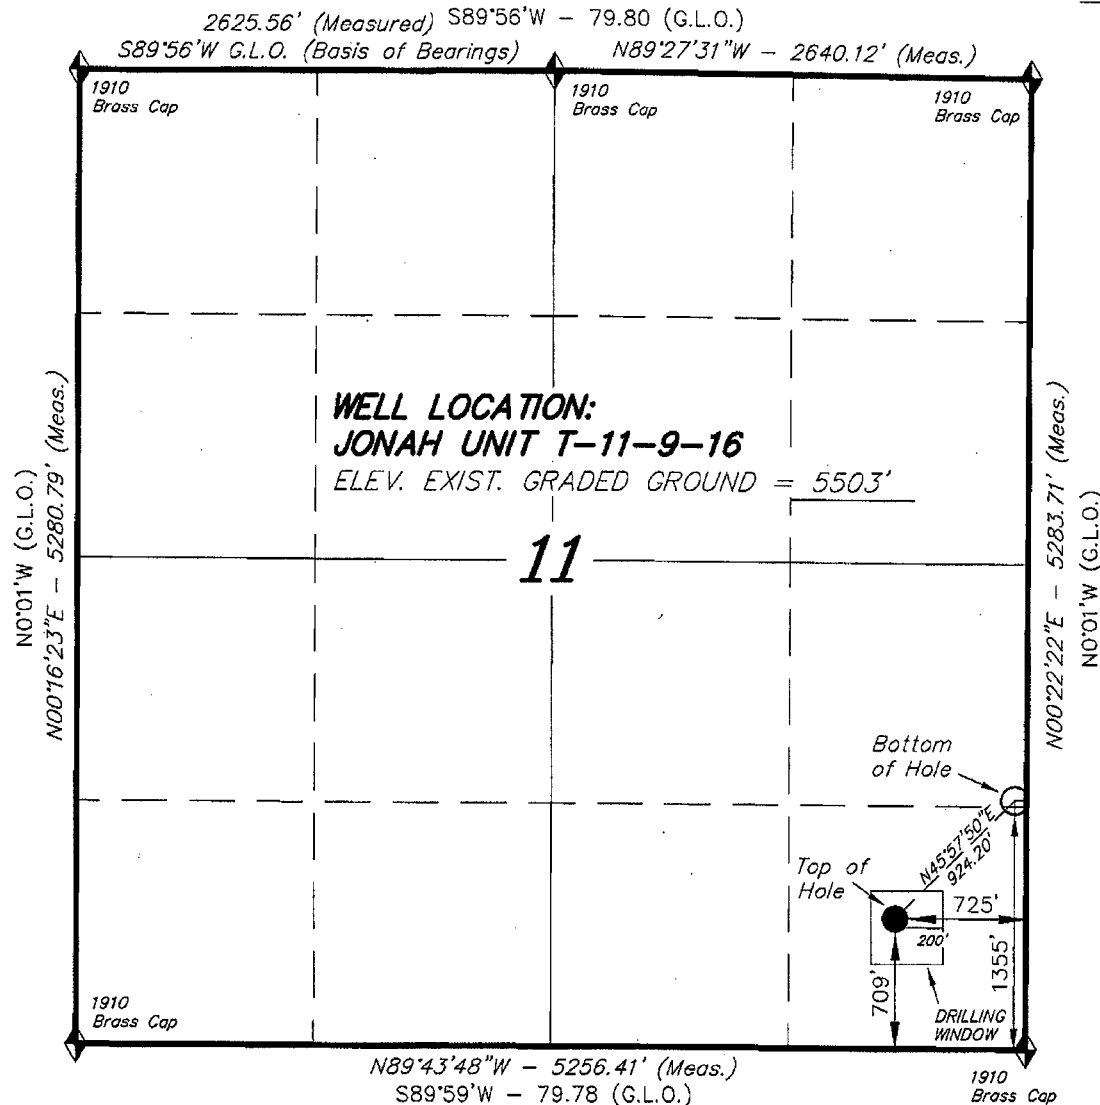 2625.56' (Measured) S89°56'W - 79.80 (G.L.O.)
S89°56'W G.L.O. (Basis of Bearings) N89°27'31"W - 2640.12' (Meas.)
1910
Brass Cap
1910
Brass Cap
1910
Brass Cap
N0°01'W (G.L.O.)
N00°16'23"E - 5280.79' (Meas.)
WELL LOCATION:
JONAH UNIT T-11-9-16
ELEV. EXIST. GRADED GROUND = 5503'
11
N00°22'22"E - 5283.71' (Meas.)
N0°01'W (G.L.O.)
Bottom
of Hole
N45°57'50"E
924.20'
Top of
Hole
725'
200'
709'
1355'
DRILLING
WINDOW
1910
Brass Cap
N89°43'48"W - 5256.41' (Meas.)
S89°59'W - 79.78 (G.L.O.)
1910
Brass Cap